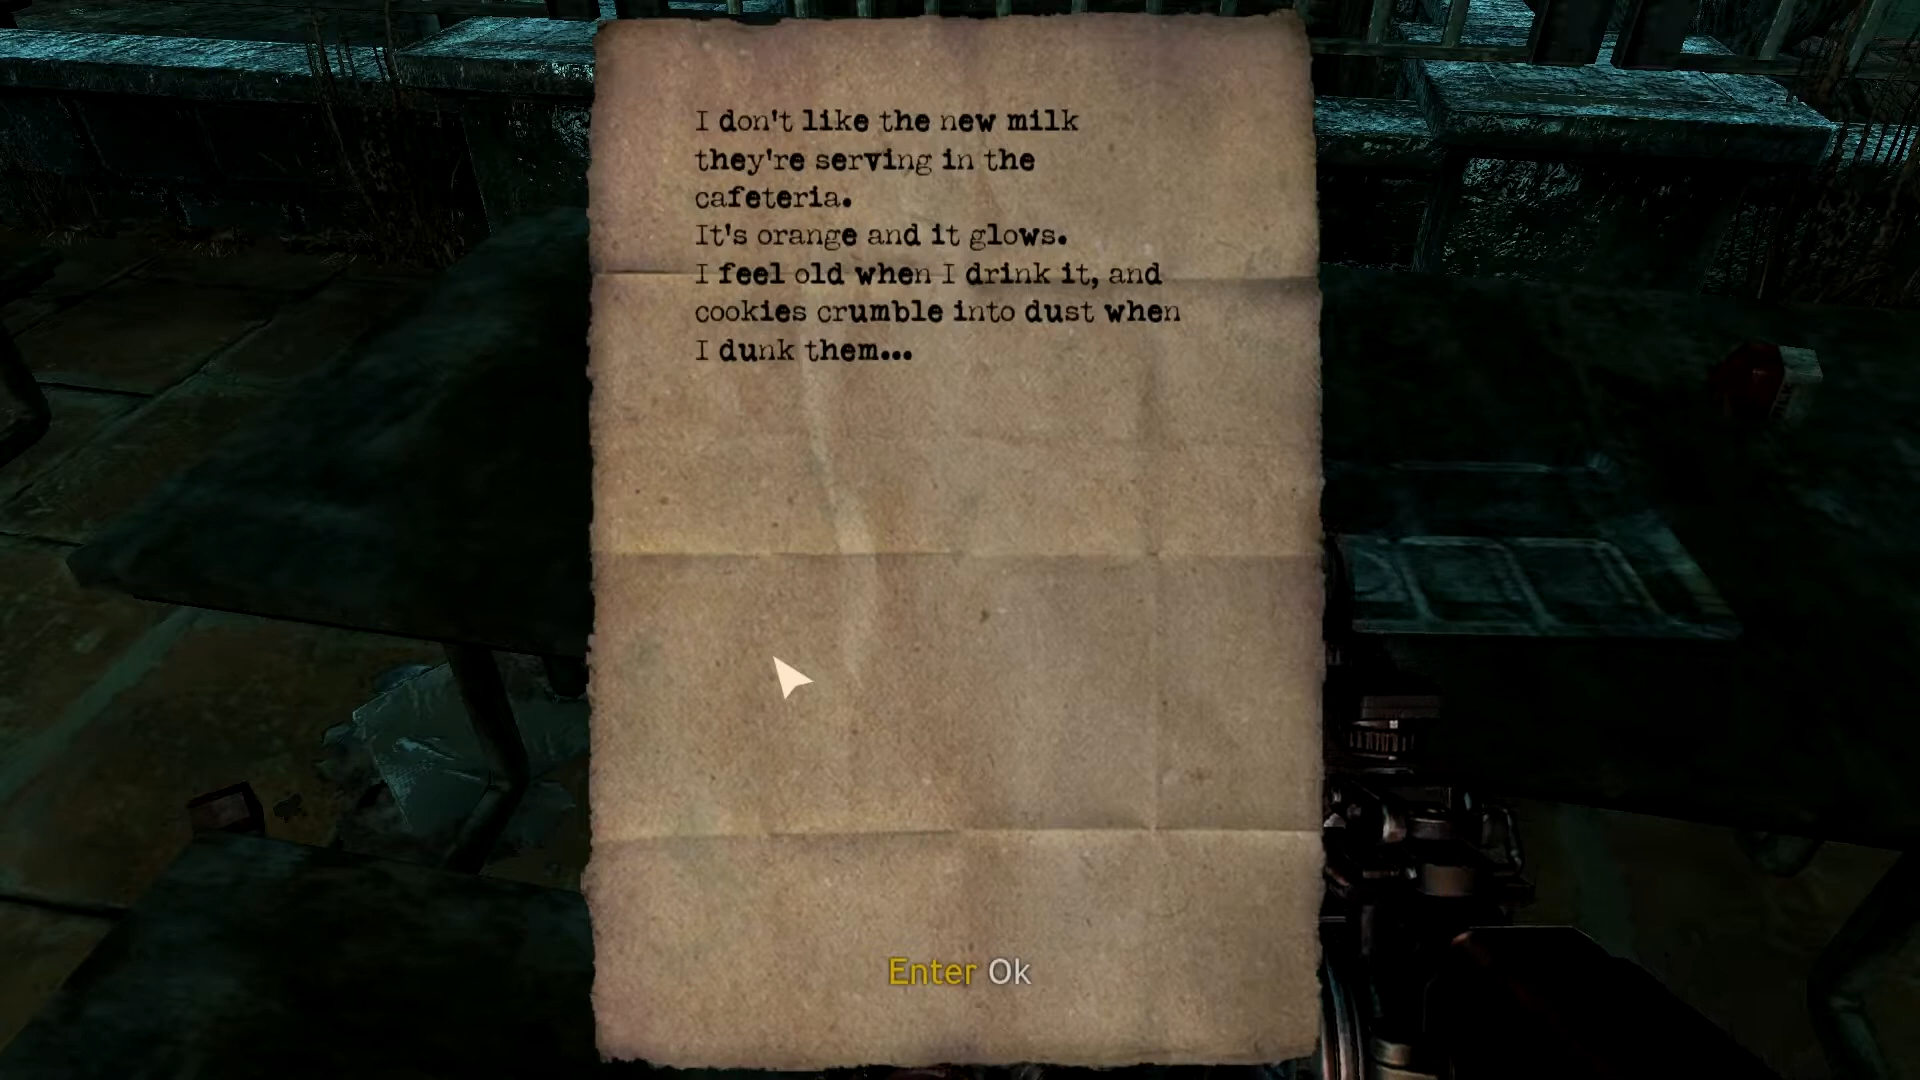 I don't like the new milk
they're serving in the
cafeteria.
It's orange and it glows.
I feel old when I drink it, and
cookies crumble into dust when
I dunk them...
Enter Ok